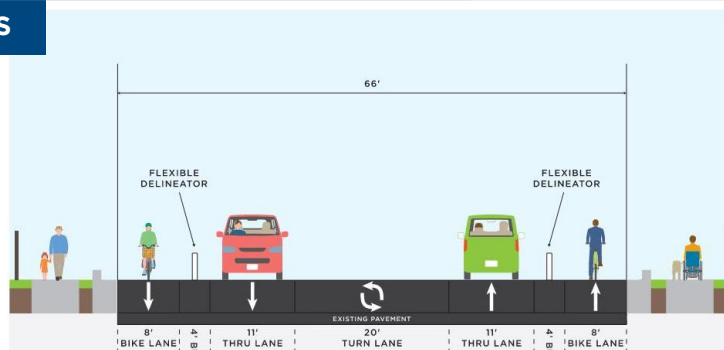 S
66'
FLEXIBLE
DELINEATOR
FLEXIBLE
DELINEATOR
EXISTING PAVEMENT
8'
BIKE LANE
4' B
11'
THRU LANE
20'
TURN LANE
11'
THRU LANE
4' B
8'
BIKE LANE